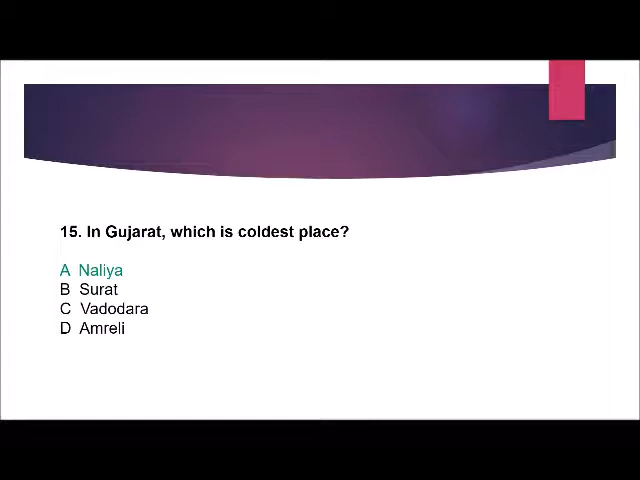 15. In Gujarat, which is coldest place?
A Naliya
B Surat
C Vadodara
D Amreli